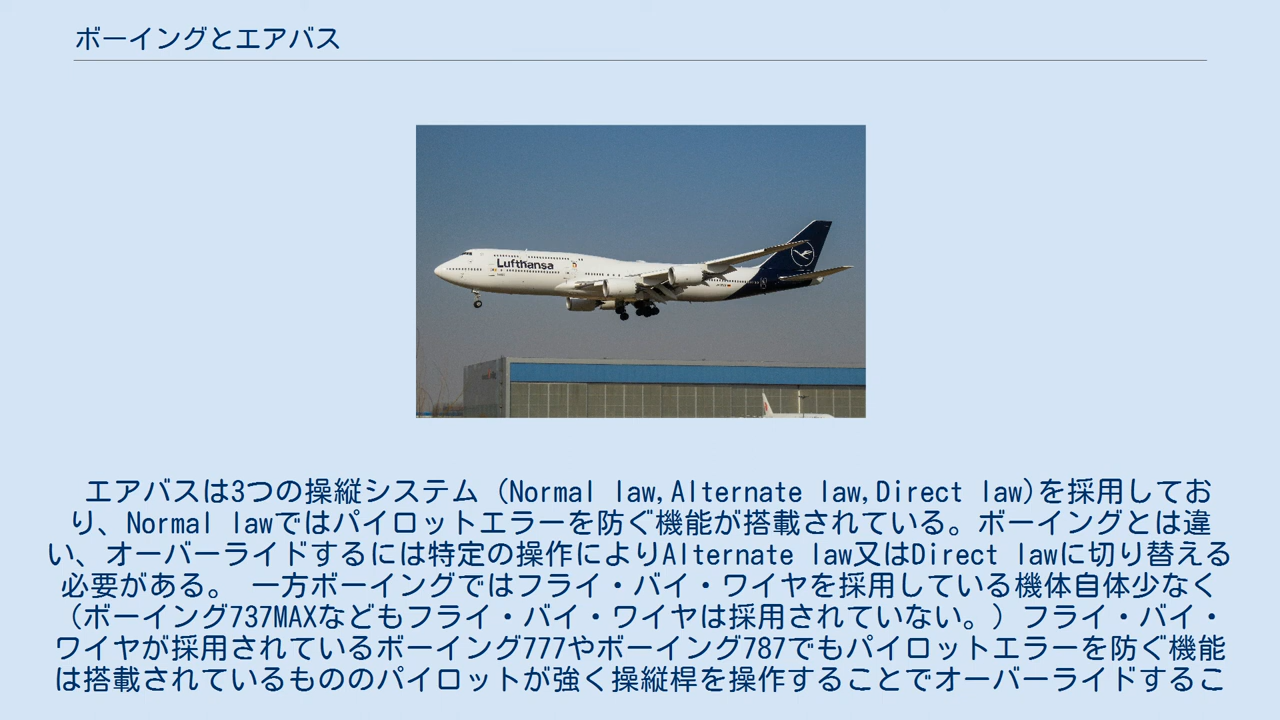 ボーイングとエアバス
Lufthansa
エアバスは3つの操縦システム（Normal law,Alternate law,Direct law)を採用してお
り、Normal lawではパイロットエラーを防ぐ機能が搭載されている。ボーイングとは違
い、オーバーライドするには特定の操作によりAlternate law又はDirect lawに切り替える
必要がある。　一方ボーイングではフライ・バイ・ワイヤを採用している機体自体少なく
（ボーイング737MAXなどもフライ・バイ・ワイヤは採用されていない。）フライ・バイ・
ワイヤが採用されているボーイング777やボーイング787でもパイロットエラーを防ぐ機能
は搭載されているもののパイロットが強く操縦桿を操作することでオーバーライドするこ